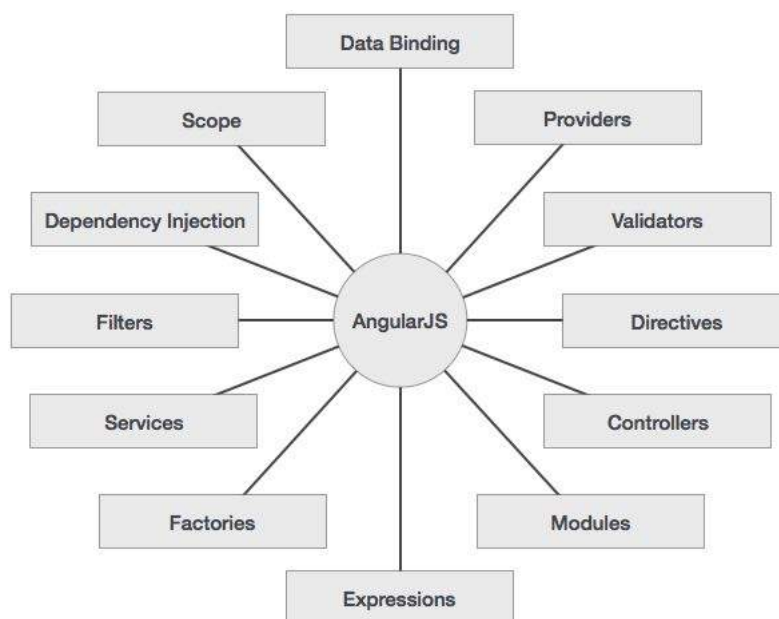 Data Binding
Scope
Providers
Dependency Injection
Validators
Filters
AngularJS
Directives
Services
Controllers
Factories
Modules
Expressions